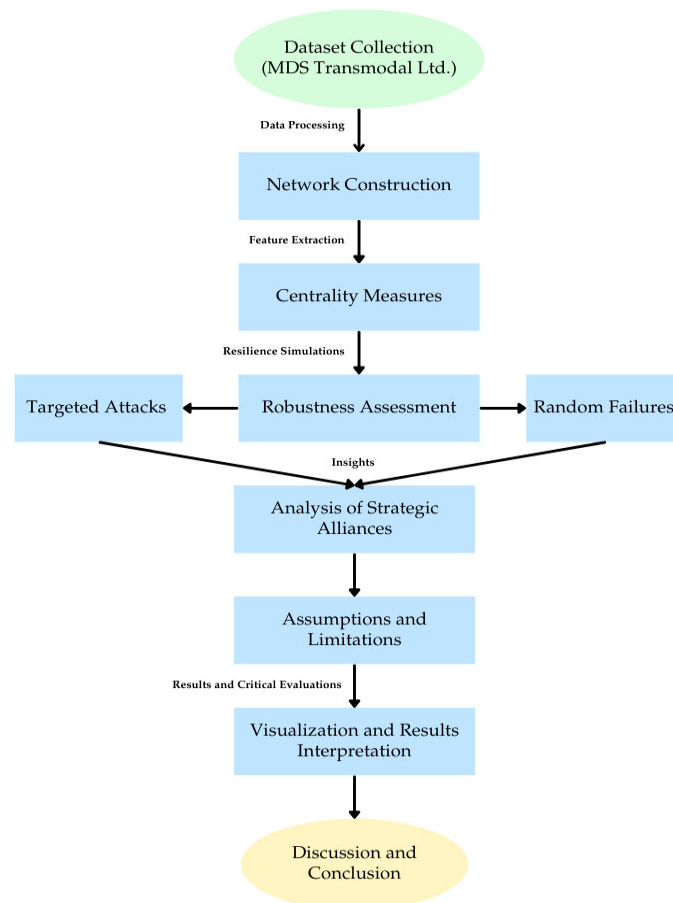 Dataset Collection
(MDS Transmodal Ltd.)
Data Processing
Network Construction
Feature Extraction
Centrality Measures
Resilience Simulations
Targeted Attacks
Robustness Assessment
Random Failures
Insights
Analysis of Strategic
Alliances
Assumptions and
Limitations
Results and Critical Evaluations
Visualization and Results
Interpretation
Discussion and
Conclusion